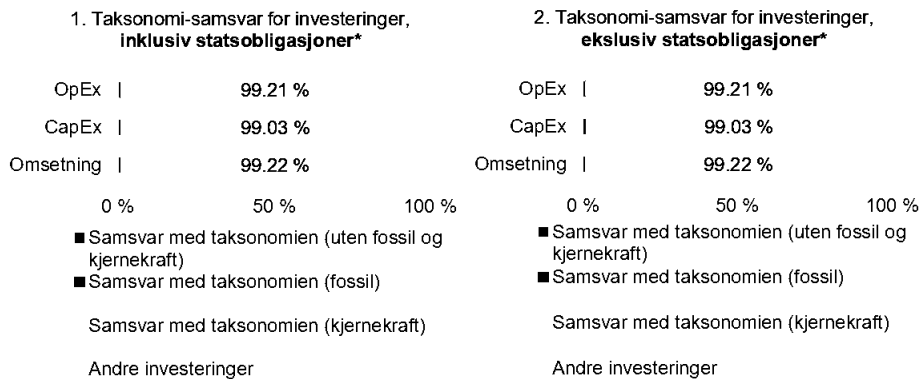 1. Taksonomi-samsvar for investeringer,
inklusiv statsobligasjoner*
OpEx 99.21 %
CapEx 99.03 %
Omsetning 99.22 %
0 % 50 % 100 %
Samsvar med taksonomien (uten fossil og
kjernekraft)
Samsvar med taksonomien (fossil)
Samsvar med taksonomien (kjernekraft)
Andre investeringer
2. Taksonomi-samsvar for investeringer,
ekslusiv statsobligasjoner*
OpEx 99.21 %
CapEx 99.03 %
Omsetning 99.22 %
0 % 50 % 100 %
Samsvar med taksonomien (uten fossil og
kjernekraft)
Samsvar med taksonomien (fossil)
Samsvar med taksonomien (kjernekraft)
Andre investeringer